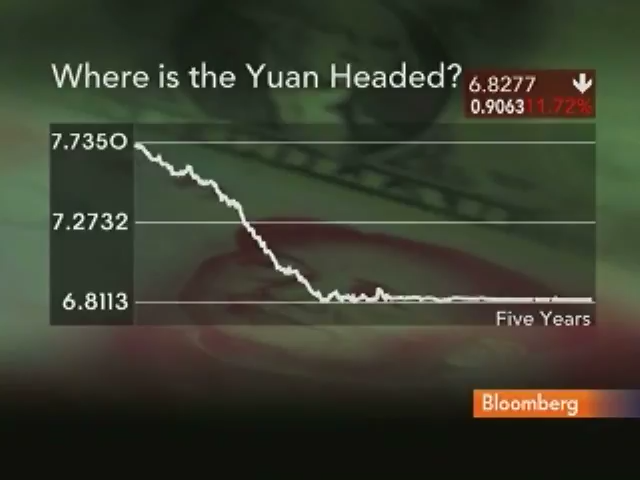 Where is the Yuan Headed?
6.8277
0.9063 11.72%
7.7350
7.2732
6.8113
Five Years
Bloomberg